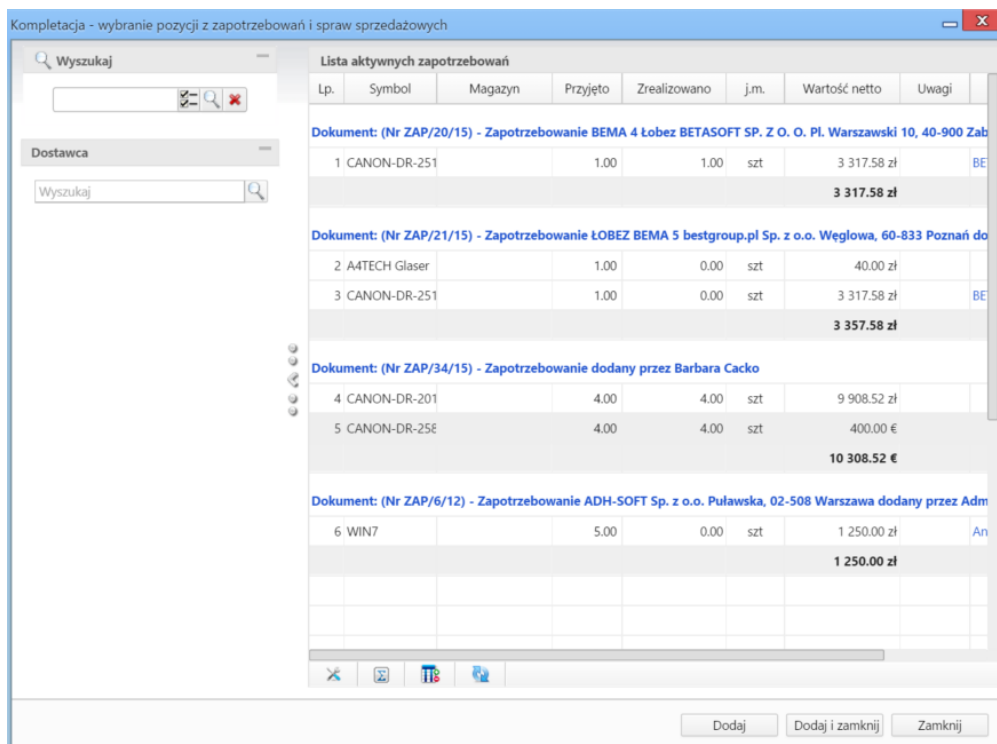 Kompletacja - wybranie pozycji z zapotrzebowań i spraw sprzedażowych
Wyszukaj
Dostawca
Wyszukaj
Lista aktywnych zapotrzebowań
Lp. Symbol Magazyn Przyjęto Zrealizowano j.m. Wartość netto Uwagi
Dokument: (Nr ZAP/20/15) - Zapotrzebowanie BEMA 4 Łobez BETASOFT SP. Z O. O. Pl. Warszawski 10, 40-900 Zab
1 CANON-DR-251 1.00 1.00 szt 3 317.58 zł BE
3 317.58 zł
Dokument: (Nr ZAP/21/15) - Zapotrzebowanie ŁOBEZ BEMA 5 bestgroup.pl Sp. z o.o. Węglowa, 60-833 Poznań do
2 A4TECH Glaser 1.00 0.00 szt 40.00 zł
3 CANON-DR-251 1.00 0.00 szt 3 317.58 zł BE
3 357.58 zł
Dokument: (Nr ZAP/34/15) - Zapotrzebowanie dodany przez Barbara Cacko
4 CANON-DR-201 4.00 4.00 szt 9 908.52 zł
5 CANON-DR-258 4.00 4.00 szt 400.00 €
10 308.52 €
Dokument: (Nr ZAP/6/12) - Zapotrzebowanie ADH-SOFT Sp. z o.o. Puławska, 02-508 Warszawa dodany przez Adm
6 WIN7 5.00 0.00 szt 1 250.00 zł An
1 250.00 zł
Dodaj Dodaj i zamknij Zamknij